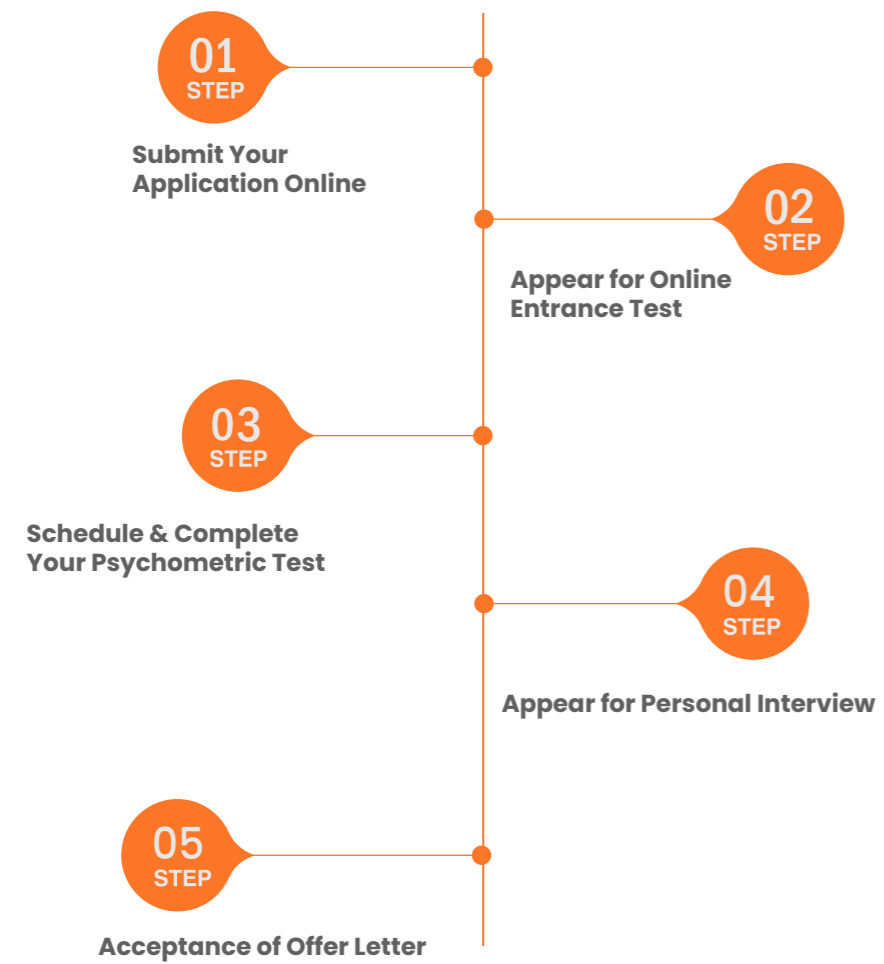 01
STEP
Submit Your
Application Online
02
STEP
Appear for Online
Entrance Test
03
STEP
Schedule & Complete
Your Psychometric Test
04
STEP
Appear for Personal Interview
05
STEP
Acceptance of Offer Letter